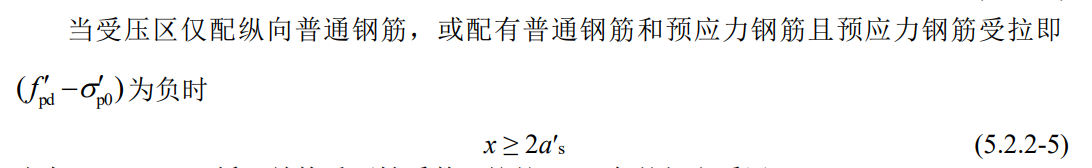 当受压区仅配纵向普通钢筋，或配有普通钢筋和预应力钢筋且预应力钢筋受拉即
(f′pd－σ′p0)为负时
x ≥ 2a′s (5.2.2-5)